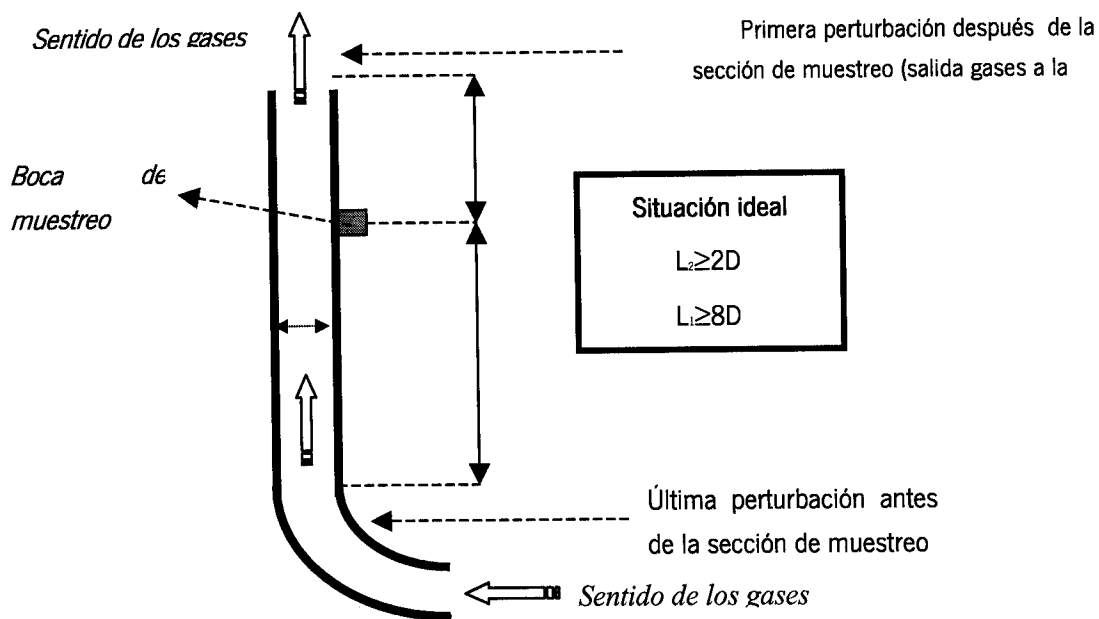 Sentido de los gases
Primera perturbación después de la
sección de muestreo (salida gases a la
Boca de
muestreo
Situación ideal
L₂≥2D
L₁≥8D
Última perturbación antes
de la sección de muestreo
Sentido de los gases